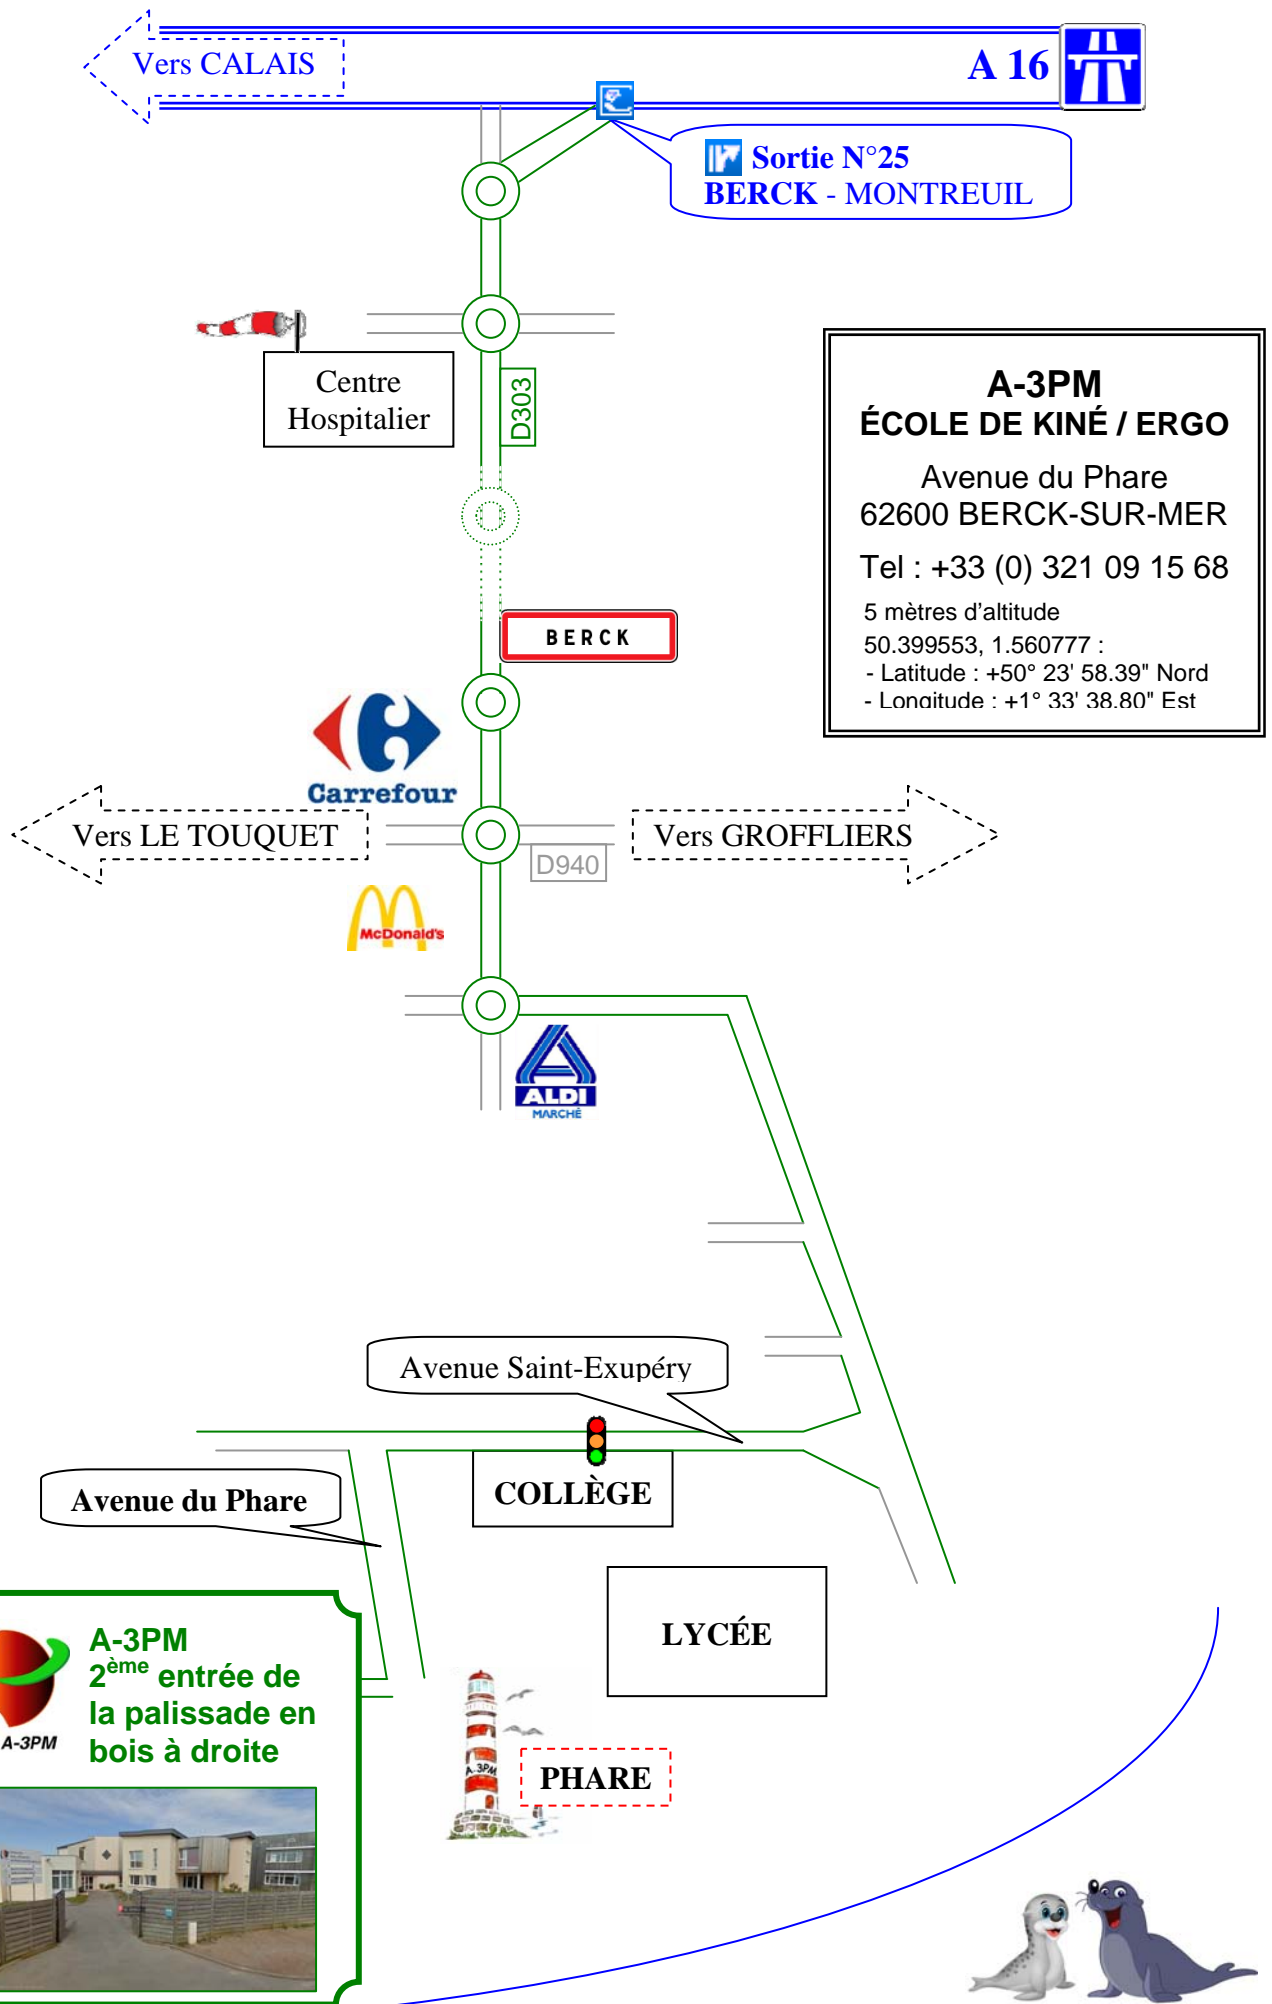 Vers CALAIS
A 16
Sortie N°25
BERCK - MONTREUIL
Centre
Hospitalier
D303
A-3PM
ÉCOLE DE KINÉ / ERGO
Avenue du Phare
62600 BERCK-SUR-MER
Tel : +33 (0) 321 09 15 68
5 mètres d’altitude
50.399553, 1.560777 :
- Latitude : +50° 23' 58.39" Nord
- Longitude : +1° 33' 38.80" Est
BERCK
Carrefour
Vers LE TOUQUET
Vers GROFFLIERS
D940
McDonald's
ALDI
MARCHÉ
Avenue Saint-Exupéry
COLLÈGE
Avenue du Phare
LYCÉE
A-3PM
2ème entrée de
la palissade en
bois à droite
A-3PM
A-3PM
PHARE